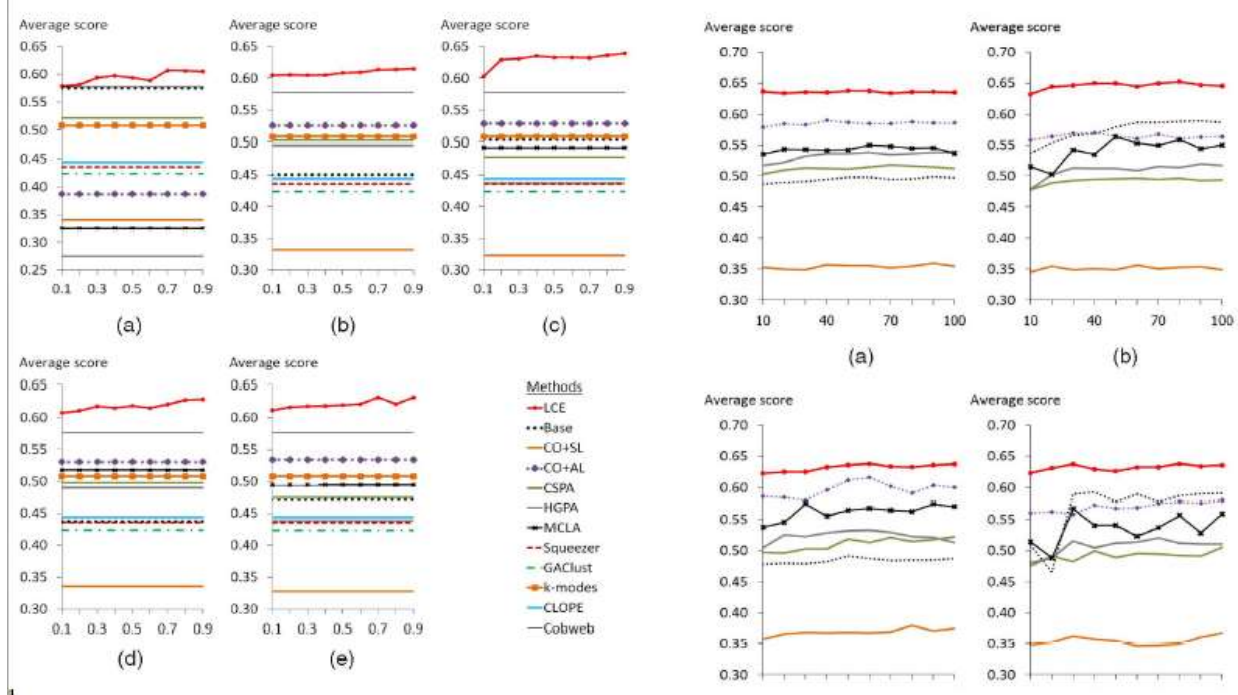 Average score
0.65
0.60
0.55
0.50
0.45
0.40
0.35
0.30
0.25
0.1 0.3 0.5 0.7 0.9
(a)
Average score
0.65
0.60
0.55
0.50
0.45
0.40
0.35
0.30
0.1 0.3 0.5 0.7 0.9
(b)
Average score
0.65
0.60
0.55
0.50
0.45
0.40
0.35
0.30
0.1 0.3 0.5 0.7 0.9
(c)
Average score
0.70
0.65
0.60
0.55
0.50
0.45
0.40
0.35
0.30
10 40 70 100
(a)
Average score
0.70
0.65
0.60
0.55
0.50
0.45
0.40
0.35
0.30
10 40 70 100
(b)
Average score
0.65
0.60
0.55
0.50
0.45
0.40
0.35
0.30
0.1 0.3 0.5 0.7 0.9
(d)
Average score
0.65
0.60
0.55
0.50
0.45
0.40
0.35
0.30
0.1 0.3 0.5 0.7 0.9
(e)
Methods
LCE
Base
CO+SL
CO+AL
CSPA
HGPA
MCLA
Squeezer
GAClust
k-modes
CLOPE
Cobweb
Average score
0.70
0.65
0.60
0.55
0.50
0.45
0.40
0.35
0.30
Average score
0.70
0.65
0.60
0.55
0.50
0.45
0.40
0.35
0.30